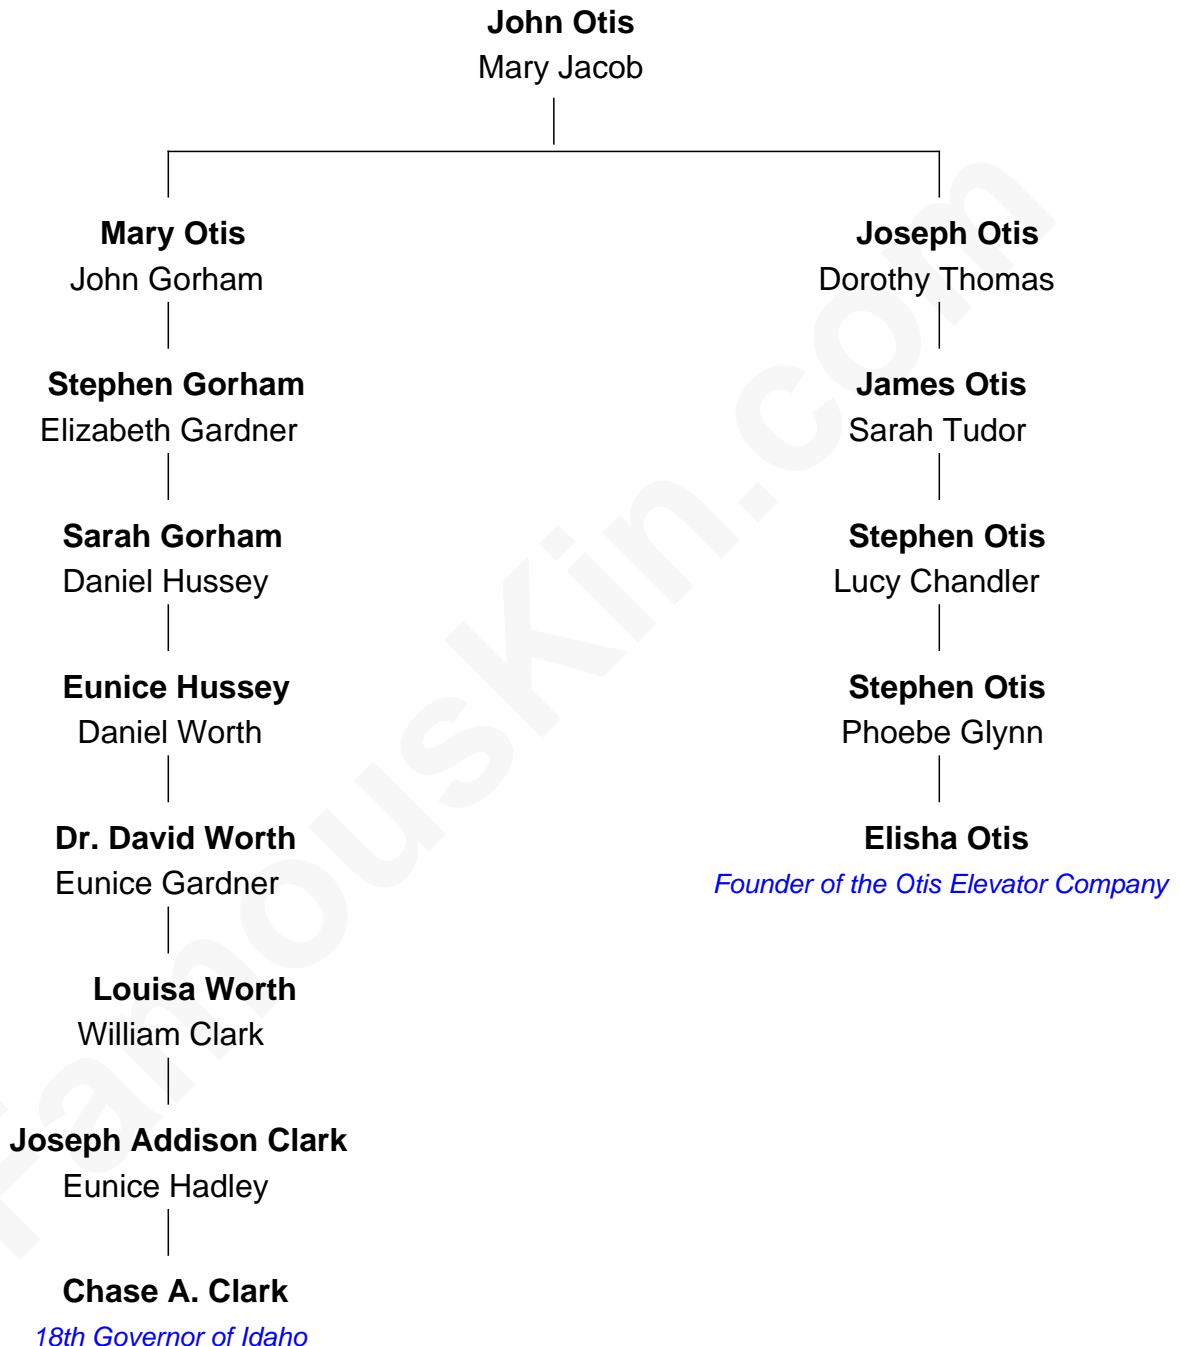 John Otis
Mary Jacob
Mary Otis
John Gorham
Joseph Otis
Dorothy Thomas
Stephen Gorham
Elizabeth Gardner
James Otis
Sarah Tudor
Sarah Gorham
Daniel Hussey
Stephen Otis
Lucy Chandler
Eunice Hussey
Daniel Worth
Stephen Otis
Phoebe Glynn
Dr. David Worth
Eunice Gardner
Elisha Otis
Founder of the Otis Elevator Company
Louisa Worth
William Clark
Joseph Addison Clark
Eunice Hadley
Chase A. Clark
18th Governor of Idaho
FamousKin.com